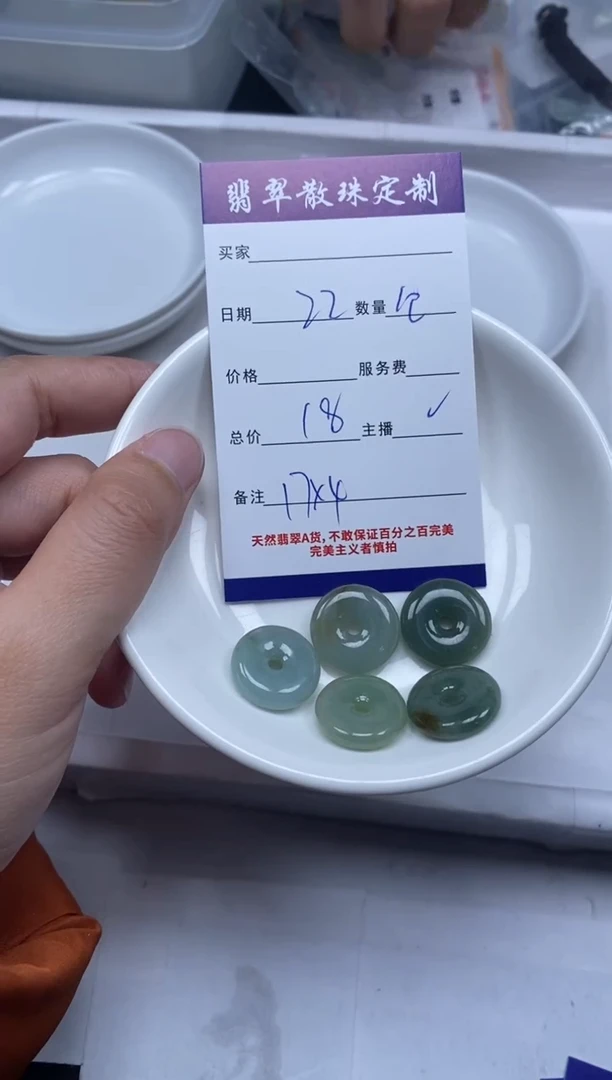 翡翠散珠定制
买家
日期 22 数量
价格 服务费
总价 18 主播 ✓
备注 17x4
天然翡翠A货，不敢保证百分之百完美
完美主义者慎拍